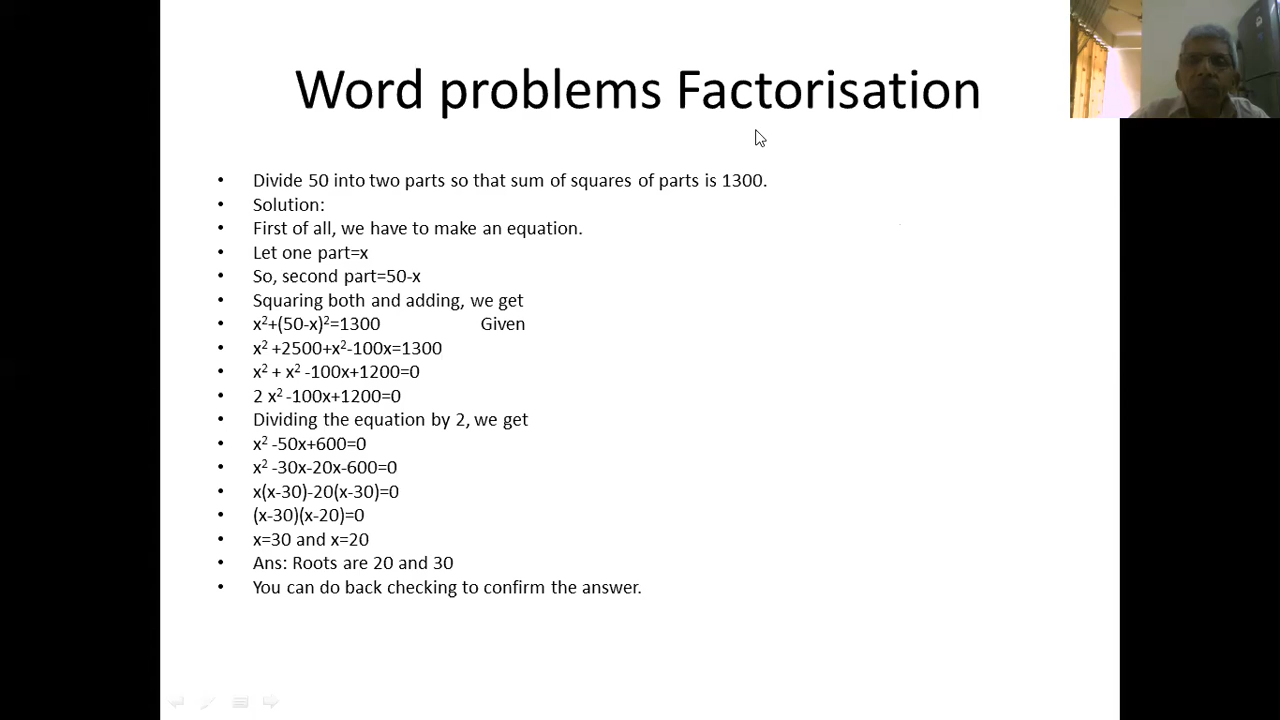 Word problems Factorisation
• Divide 50 into two parts so that sum of squares of parts is 1300.
• Solution:
• First of all, we have to make an equation.
• Let one part=x
• So, second part=50-x
• Squaring both and adding, we get
• x²+(50-x)²=1300 Given
• x² +2500+x²-100x=1300
• x² + x² -100x+1200=0
• 2 x² -100x+1200=0
• Dividing the equation by 2, we get
• x² -50x+600=0
• x² -30x-20x-600=0
• x(x-30)-20(x-30)=0
• (x-30)(x-20)=0
• x=30 and x=20
• Ans: Roots are 20 and 30
• You can do back checking to confirm the answer.